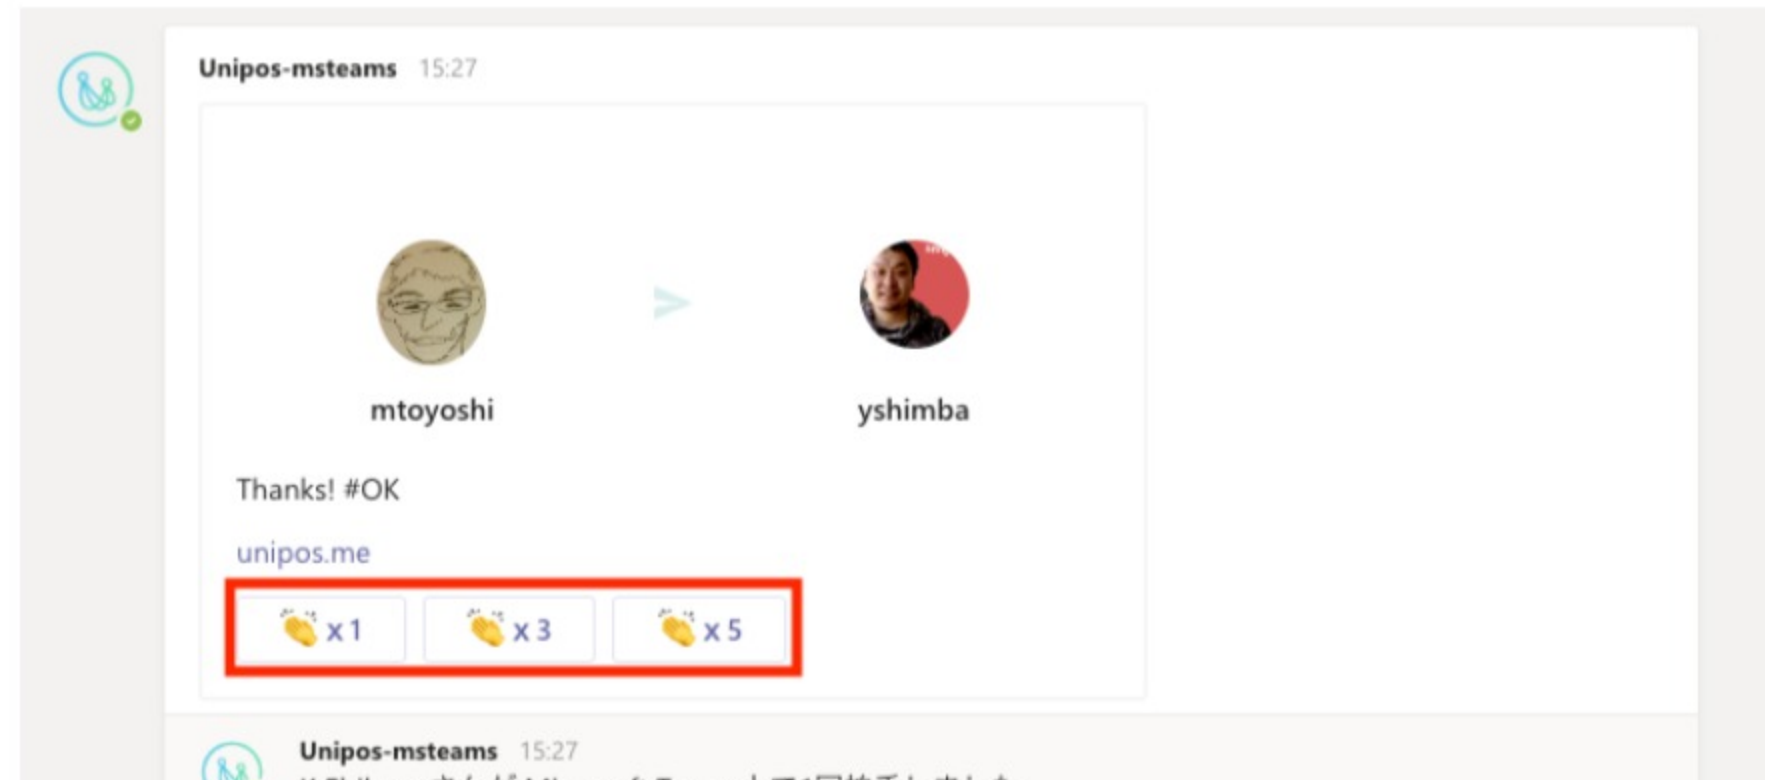 Unipos-msteams 15:27
mtoyoshi
yshimba
Thanks! #OK
unipos.me
👏 x 1
👏 x 3
👏 x 5
Unipos-msteams 15:27